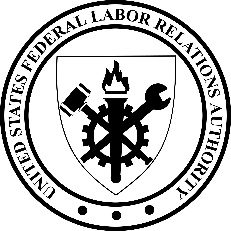 UNITED STATES FEDERAL LABOR RELATIONS AUTHORITY